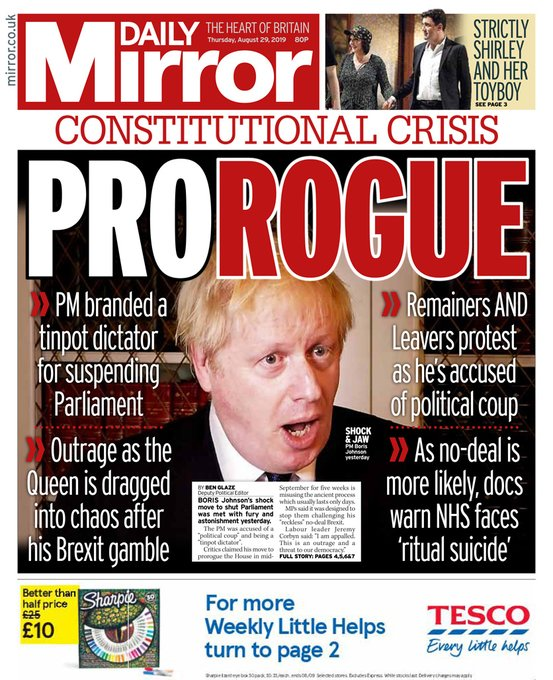 mirror.co.uk
DAILY
Mirror
THE HEART OF BRITAIN
Thursday, August 29, 2019 80P
STRICTLY
SHIRLEY
AND HER
TOYBOY
SEE PAGE 3
CONSTITUTIONAL CRISIS
PROROGUE
» PM branded a
tinpot dictator
for suspending
Parliament
» Outrage as the
Queen is dragged
into chaos after
his Brexit gamble
» Remainers AND
Leavers protest
as he's accused
of political coup
» As no-deal is
more likely, docs
warn NHS faces
'ritual suicide'
SHOCK
& JAW
PM Boris
Johnson
yesterday
BY BEN GLAZE
Deputy Political Editor
BORIS Johnson's shock
move to shut Parliament
was met with fury and
astonishment yesterday.
The PM was accused of a
"political coup" and being a
"tinpot dictator".
Critics claimed his move to
prorogue the House in mid-
September for five weeks is
misusing the ancient process
which usually lasts only days.
MPs said it was designed to
stop them challenging his
"reckless" no-deal Brexit.
Labour leader Jeremy
Corbyn said: "I am appalled.
This is an outrage and a
threat to our democracy."
FULL STORY: PAGES 4,5,6&7
Better than
half price
£25
£10
Sharpie
30
For more
Weekly Little Helps
turn to page 2
TESCO
Every little helps